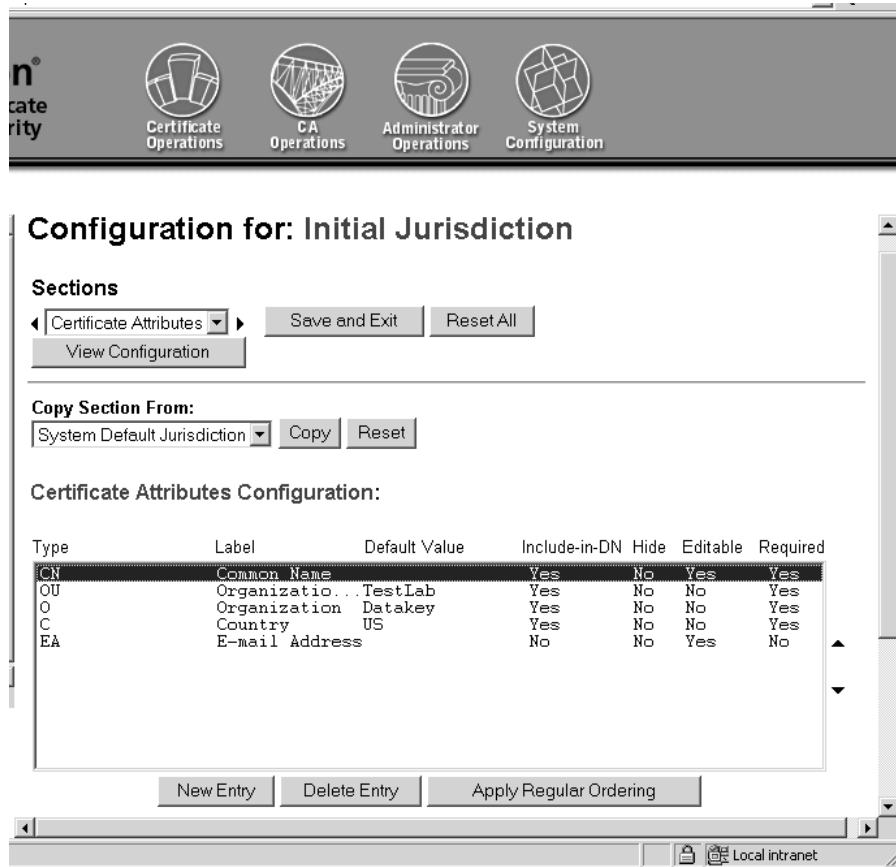 n®
cate
rity
Certificate Operations
CA Operations
Administrator Operations
System Configuration
Configuration for: Initial Jurisdiction
Sections
Certificate Attributes
Save and Exit
Reset All
View Configuration
Copy Section From:
System Default Jurisdiction
Copy
Reset
Certificate Attributes Configuration:
Type Label Default Value Include-in-DN Hide Editable Required
CN Common Name Yes No Yes Yes
OU Organizatio...TestLab Yes No No Yes
O Organization Datakey Yes No No Yes
C Country US Yes No No Yes
EA E-mail Address No No Yes No
New Entry
Delete Entry
Apply Regular Ordering
Local intranet